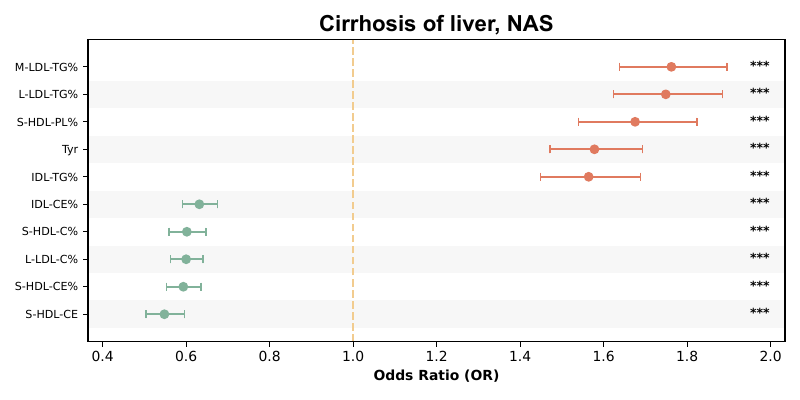 Cirrhosis of liver, NAS
M-LDL-TG% ***
L-LDL-TG% ***
S-HDL-PL% ***
Tyr ***
IDL-TG% ***
IDL-CE% ***
S-HDL-C% ***
L-LDL-C% ***
S-HDL-CE% ***
S-HDL-CE ***
0.4 0.6 0.8 1.0 1.2 1.4 1.6 1.8 2.0
Odds Ratio (OR)